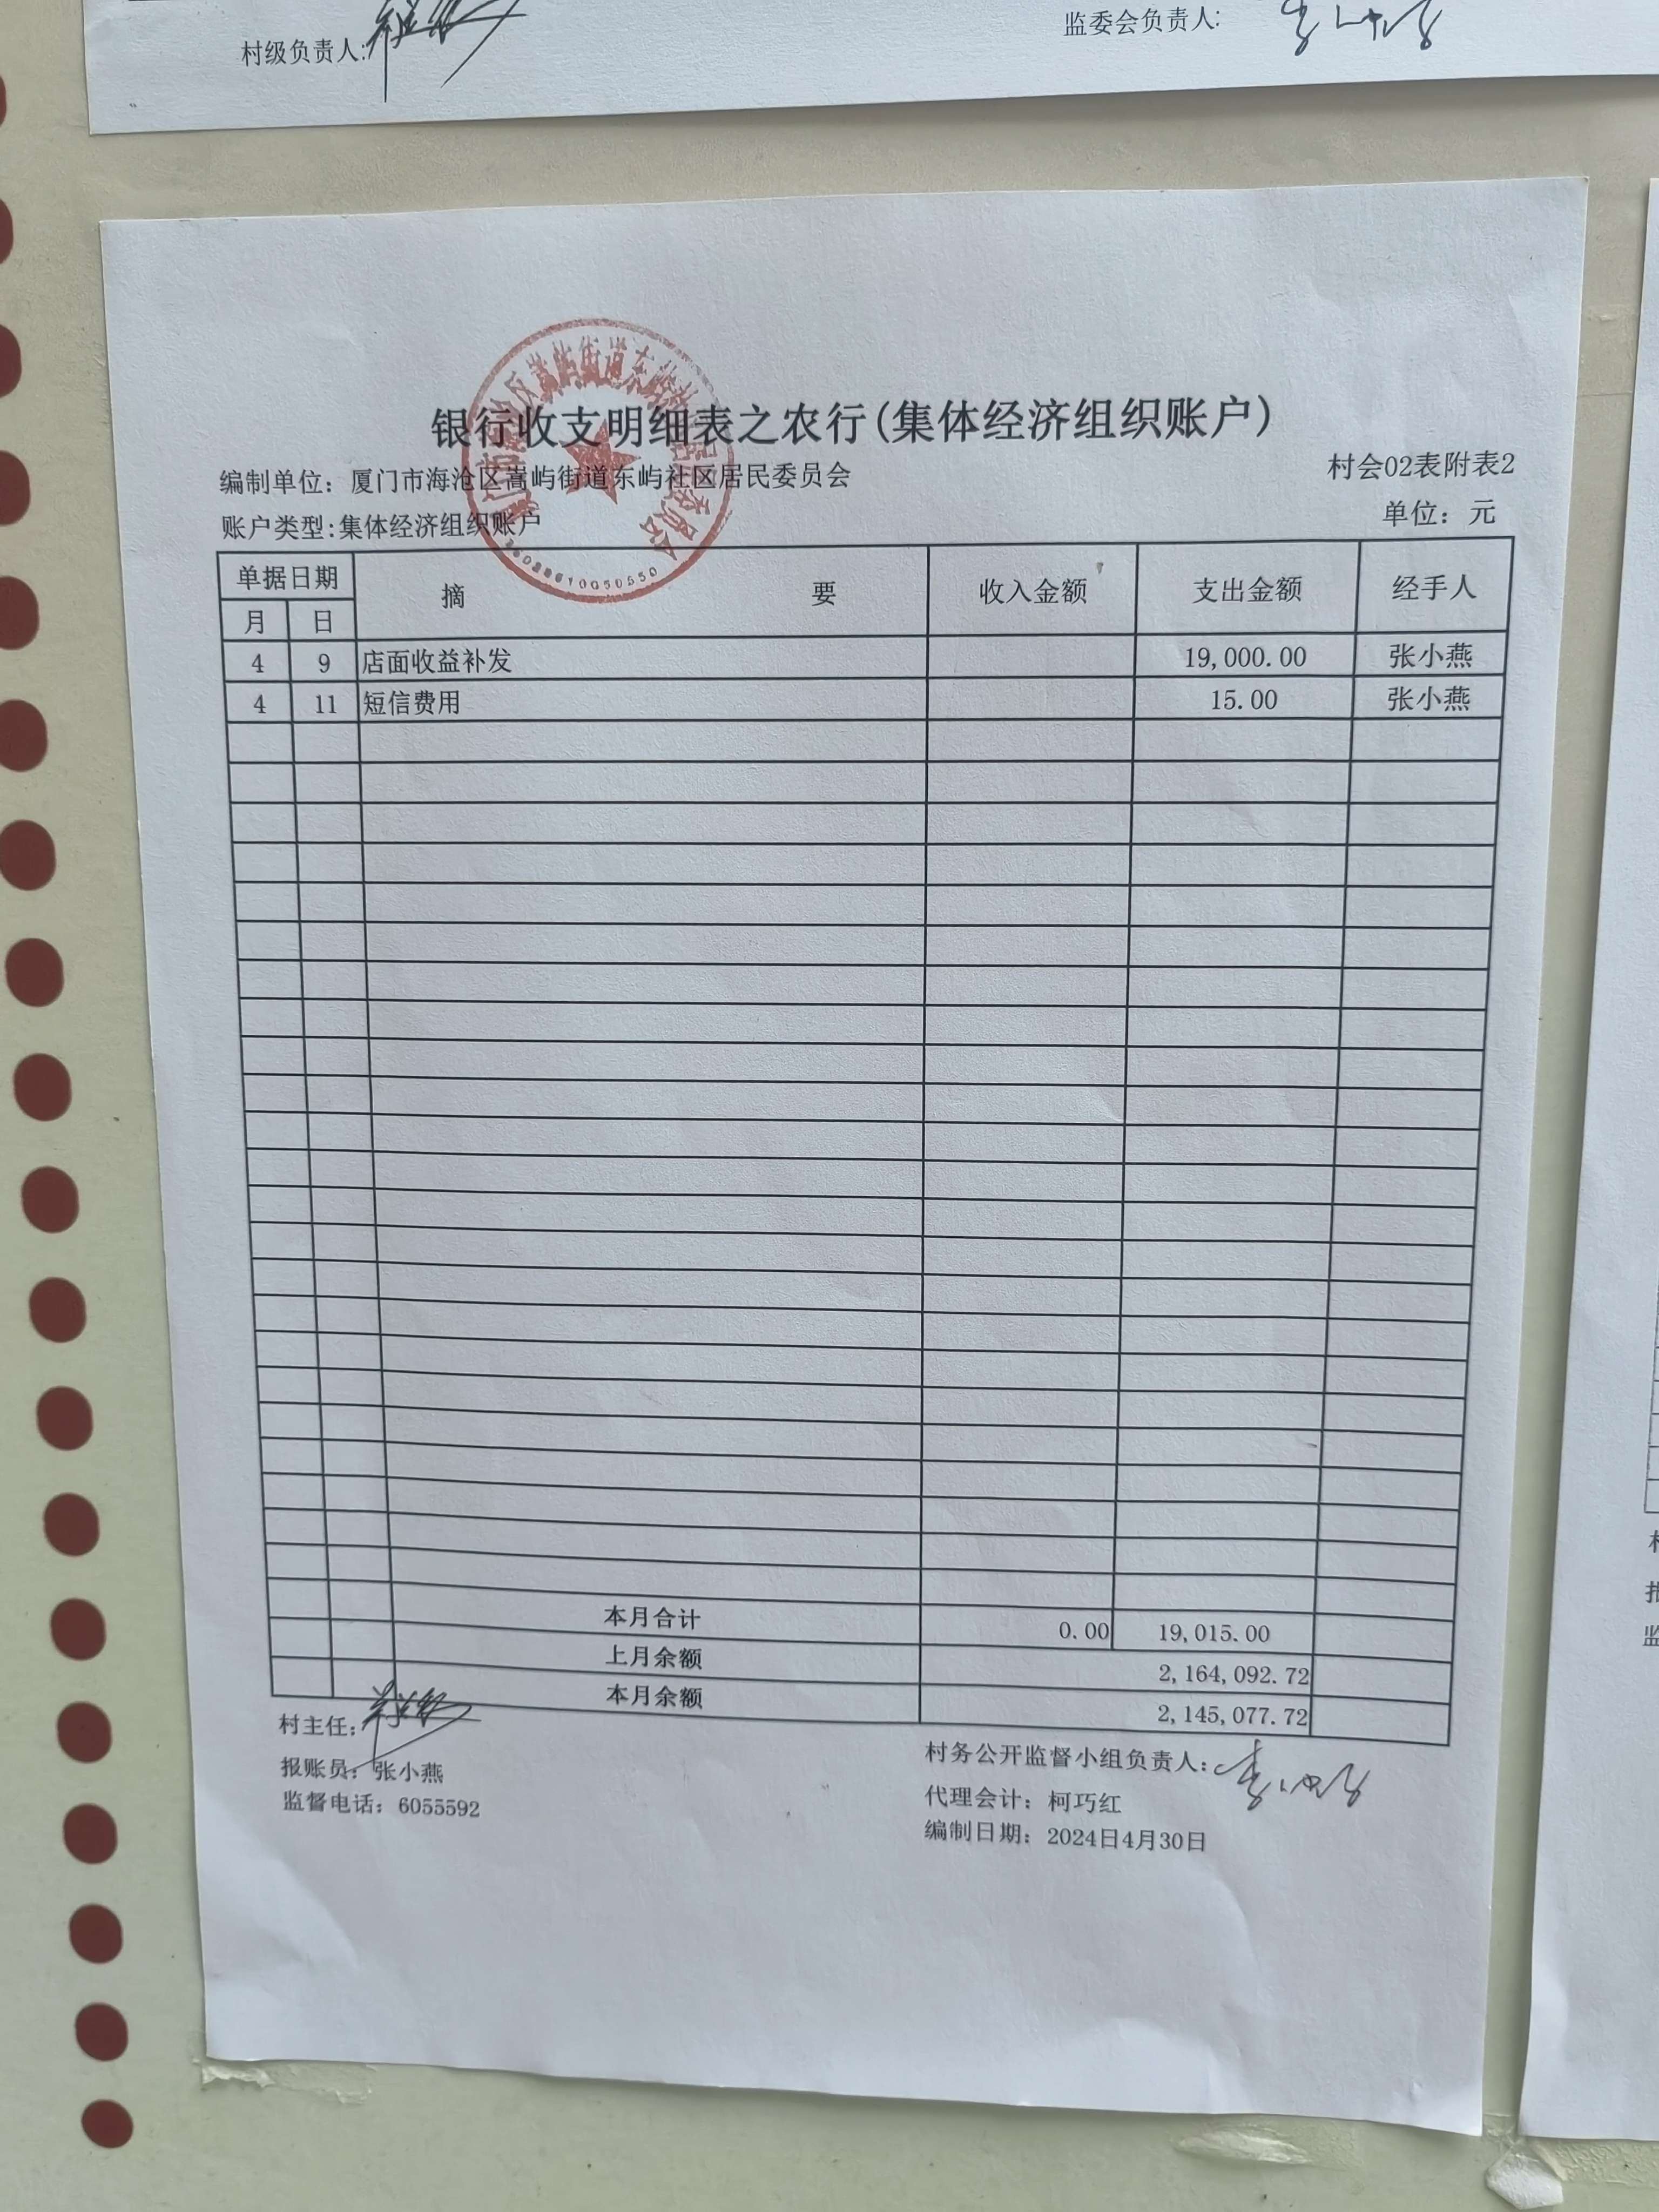 村级负责人:
监委会负责人:
银行收支明细表之农行(集体经济组织账户)
编制单位：厦门市海沧区嵩屿街道东屿社区居民委员会
村会02表附表2
账户类型:集体经济组织账户
单位：元
单据日期 摘 要 收入金额 支出金额 经手人
月 日
4 9 店面收益补发 19,000.00 张小燕
4 11 短信费用 15.00 张小燕
本月合计 0.00 19,015.00
上月余额 2,164,092.72
本月余额 2,145,077.72
村主任：
村务公开监督小组负责人：
报账员：张小燕
代理会计：柯巧红
监督电话：6055592
编制日期：2024日4月30日